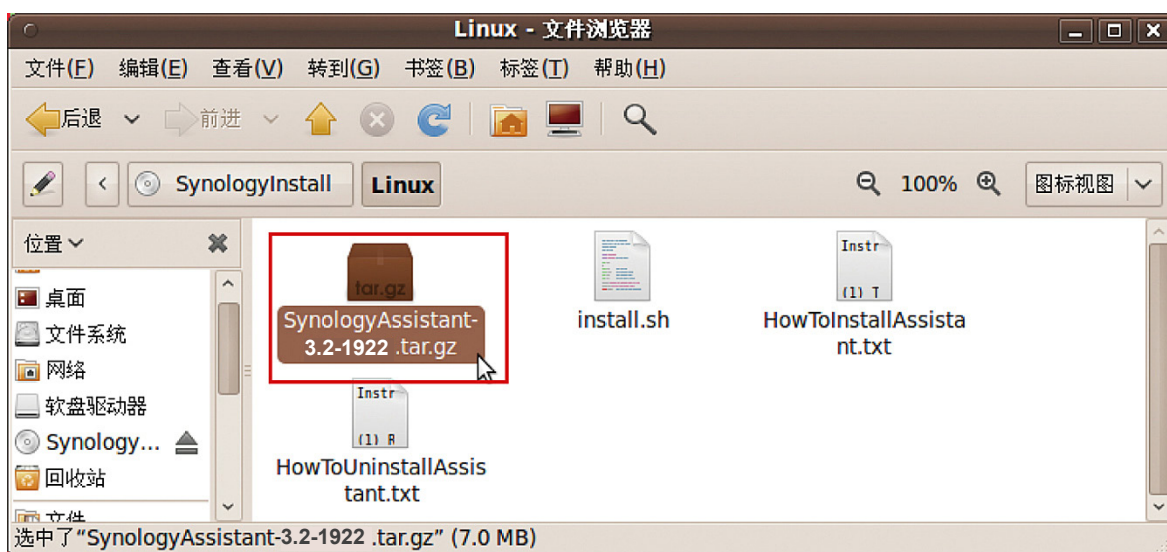 Linux - 文件浏览器
文件(F) 编辑(E) 查看(V) 转到(G) 书签(B) 标签(T) 帮助(H)
后退 前进
SynologyInstall Linux 100% 图标视图
位置
桌面
文件系统
网络
软盘驱动器
Synology...
回收站
文件
tar.gz
SynologyAssistant-
3.2-1922 .tar.gz
install.sh
Instr
(1) T
HowToInstallAssista
nt.txt
Instr
(1) R
HowToUninstallAssis
tant.txt
选中了“SynologyAssistant-3.2-1922 .tar.gz” (7.0 MB)